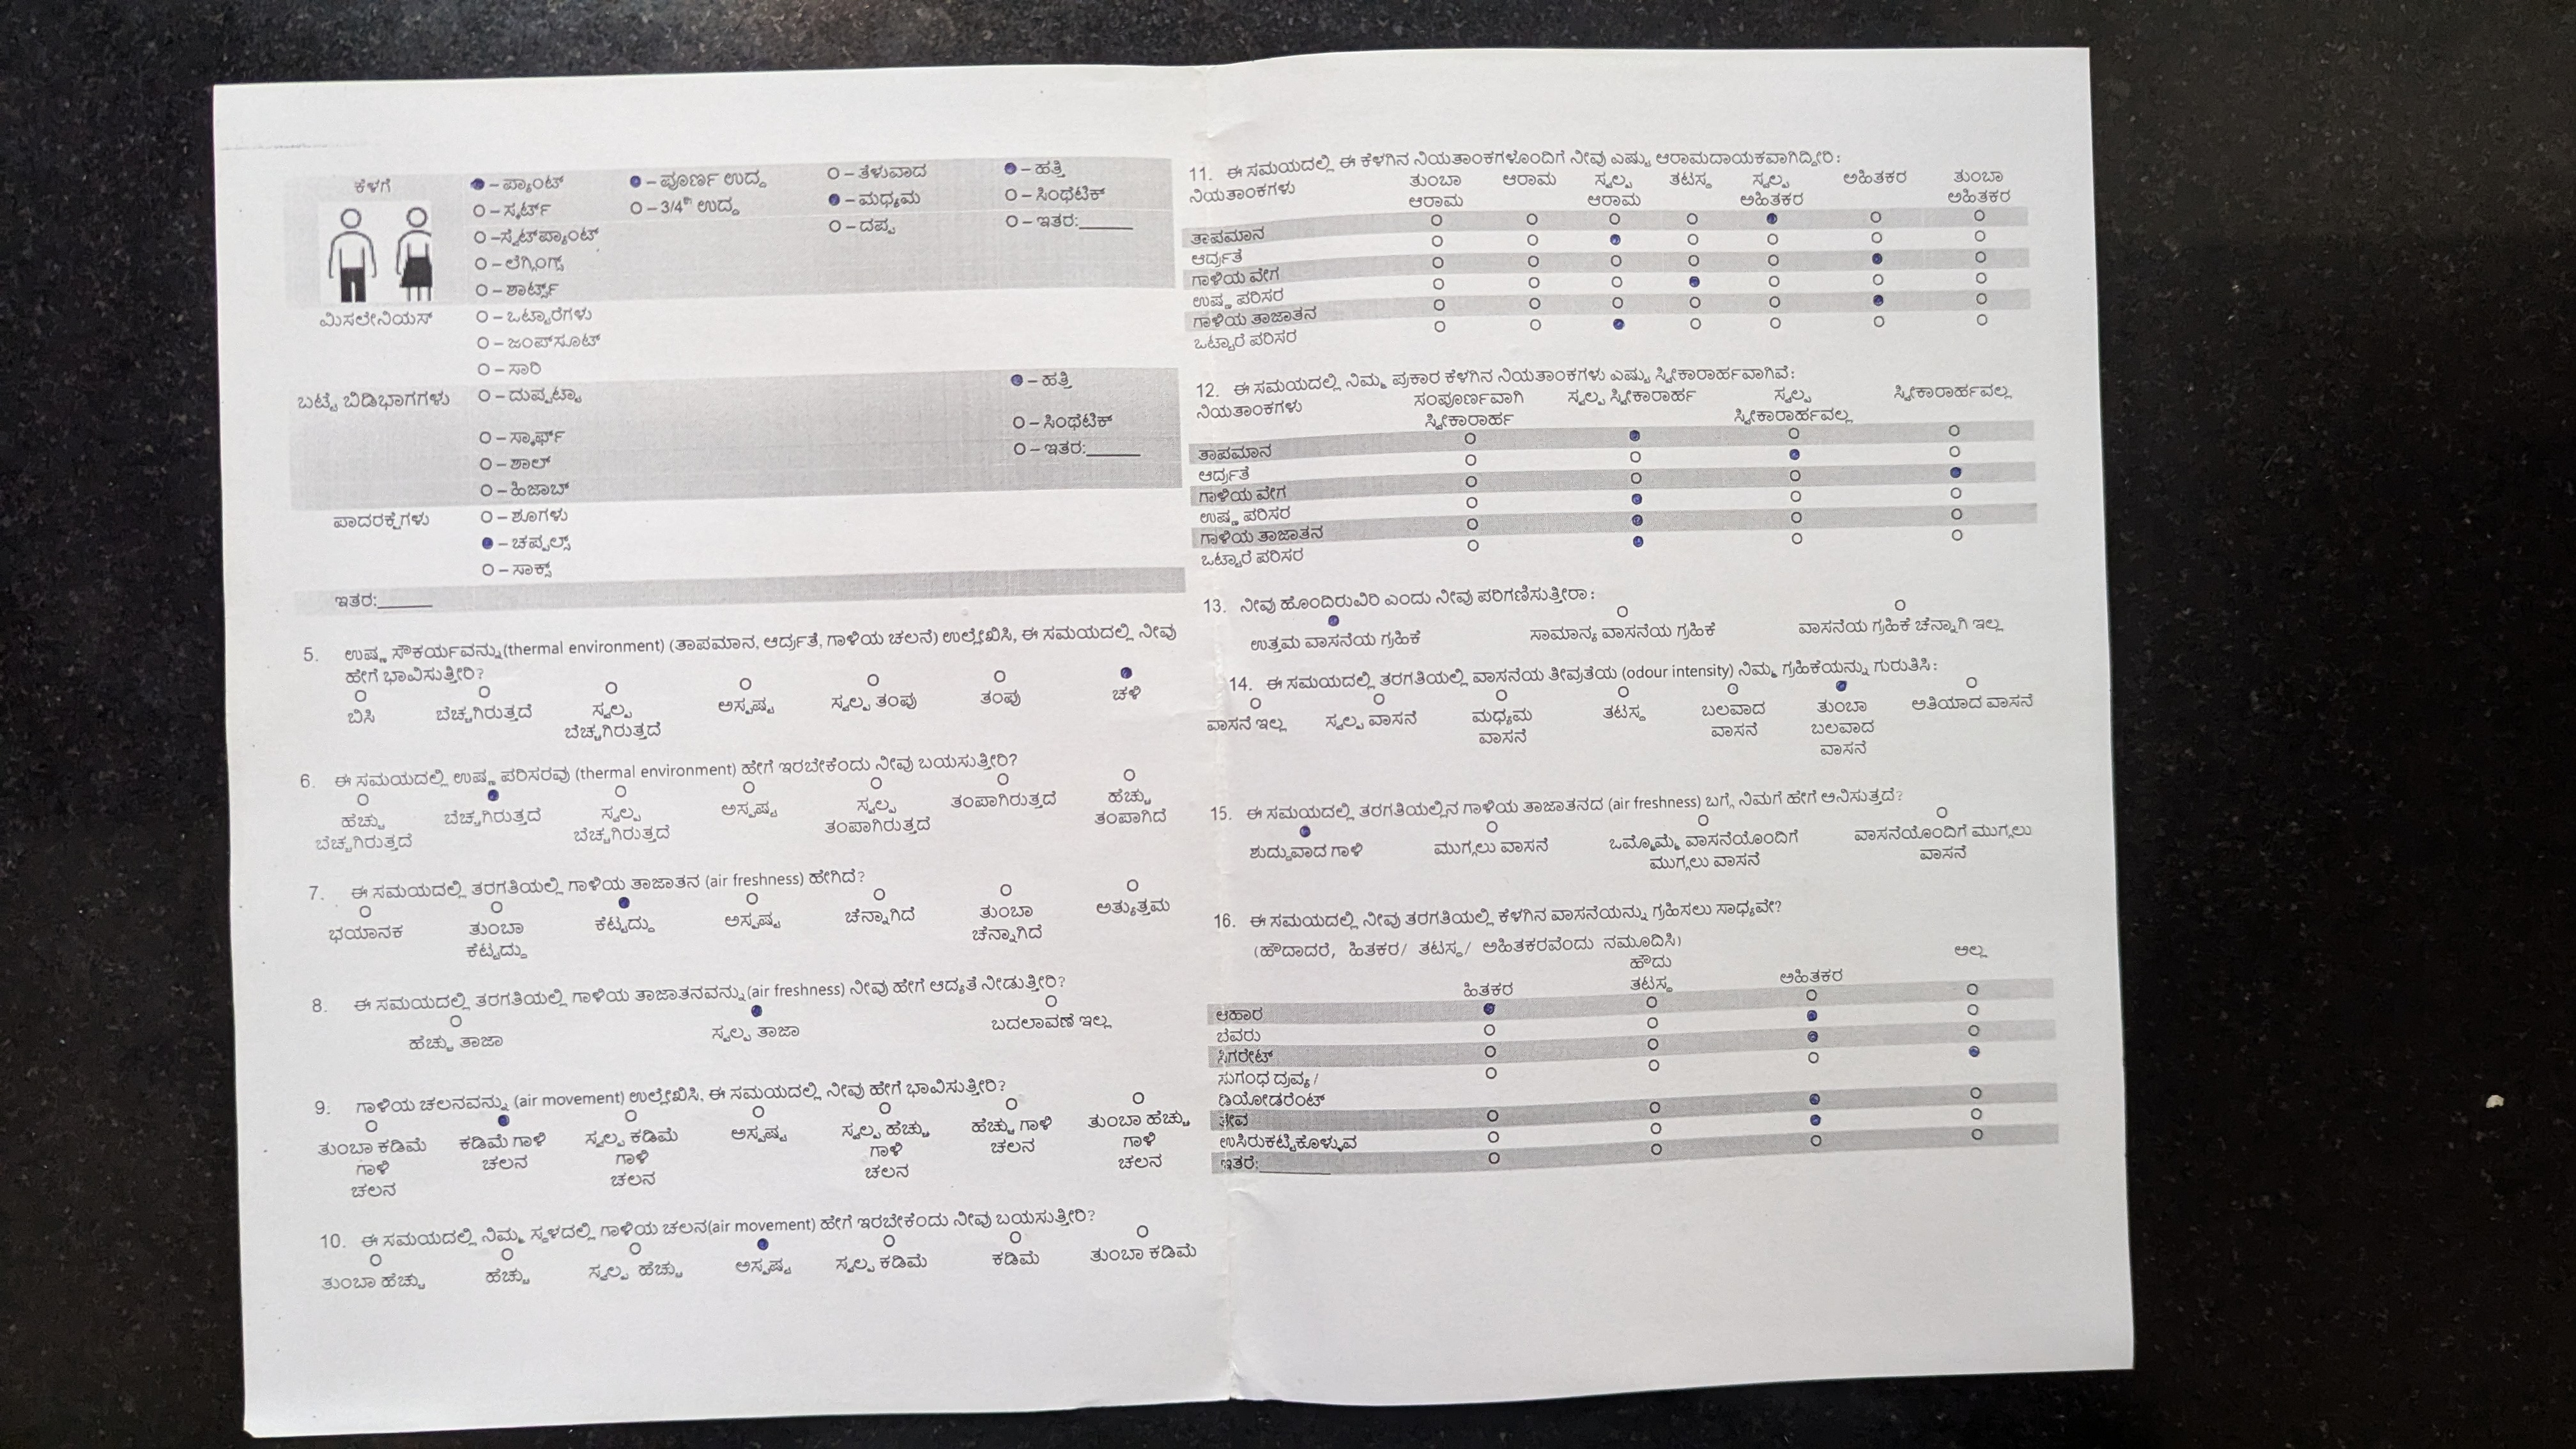 ಕೆಳಗೆ
– ಪ್ಯಾಂಟ್ – ಪೂರ್ಣ ಉದ್ದ – ತೆಳುವಾದ – ಹತ್ತಿ
– ಸ್ಕರ್ಟ್ – 3/4th ಉದ್ದ – ಮಧ್ಯಮ – ಸಿಂಥೆಟಿಕ್
– ಸ್ವೆಟ್‌ಪ್ಯಾಂಟ್ – ದಪ್ಪ – ಇತರ:______
– ಲೆಗ್ಗಿಂಗ್ಸ್
– ಶಾರ್ಟ್ಸ್
ಮಿಸಲೇನಿಯಸ್ – ಒಟ್ಟಾರೆಗಳು
– ಜಂಪ್‌ಸೂಟ್
– ಸಾರಿ
ಬಟ್ಟೆ ಬಿಡಿಭಾಗಗಳು – ದುಪ್ಪಟ್ಟಾ – ಹತ್ತಿ
– ಸ್ಕಾರ್ಫ್ – ಸಿಂಥೆಟಿಕ್
– ಶಾಲ್ – ಇತರ:______
– ಹಿಜಾಬ್
ಪಾದರಕ್ಷೆಗಳು – ಶೂಗಳು
– ಚಪ್ಪಲ್ಸ್
– ಸಾಕ್ಸ್
ಇತರ:______
5. ಉಷ್ಣ ಸೌಕರ್ಯವನ್ನು(thermal environment) (ತಾಪಮಾನ, ಆರ್ದ್ರತೆ, ಗಾಳಿಯ ಚಲನೆ) ಉಲ್ಲೇಖಿಸಿ, ಈ ಸಮಯದಲ್ಲಿ ನೀವು
ಹೇಗೆ ಭಾವಿಸುತ್ತೀರಿ?
ಬಿಸಿ ಬೆಚ್ಚಗಿರುತ್ತದೆ ಸ್ವಲ್ಪ ಅಸ್ಪಷ್ಟ ಸ್ವಲ್ಪ ತಂಪು ತಂಪು ಚಳಿ
ಬೆಚ್ಚಗಿರುತ್ತದೆ
6. ಈ ಸಮಯದಲ್ಲಿ ಉಷ್ಣ ಪರಿಸರವು (thermal environment) ಹೇಗೆ ಇರಬೇಕೆಂದು ನೀವು ಬಯಸುತ್ತೀರಿ?
ಹೆಚ್ಚು ಬೆಚ್ಚಗಿರುತ್ತದೆ ಸ್ವಲ್ಪ ಅಸ್ಪಷ್ಟ ಸ್ವಲ್ಪ ತಂಪಾಗಿರುತ್ತದೆ ಹೆಚ್ಚು
ಬೆಚ್ಚಗಿರುತ್ತದೆ ಬೆಚ್ಚಗಿರುತ್ತದೆ ತಂಪಾಗಿರುತ್ತದೆ ತಂಪಾಗಿದೆ
7. ಈ ಸಮಯದಲ್ಲಿ ತರಗತಿಯಲ್ಲಿ ಗಾಳಿಯ ತಾಜಾತನ (air freshness) ಹೇಗಿದೆ?
ಭಯಾನಕ ತುಂಬಾ ಕೆಟ್ಟದ್ದು ಅಸ್ಪಷ್ಟ ಚೆನ್ನಾಗಿದೆ ತುಂಬಾ ಅತ್ಯುತ್ತಮ
ಕೆಟ್ಟದ್ದು ಚೆನ್ನಾಗಿದೆ
8. ಈ ಸಮಯದಲ್ಲಿ ತರಗತಿಯಲ್ಲಿ ಗಾಳಿಯ ತಾಜಾತನವನ್ನು(air freshness) ನೀವು ಹೇಗೆ ಆದ್ಯತೆ ನೀಡುತ್ತೀರಿ?
ಹೆಚ್ಚು ತಾಜಾ ಸ್ವಲ್ಪ ತಾಜಾ ಬದಲಾವಣೆ ಇಲ್ಲ
9. ಗಾಳಿಯ ಚಲನವನ್ನು (air movement) ಉಲ್ಲೇಖಿಸಿ, ಈ ಸಮಯದಲ್ಲಿ ನೀವು ಹೇಗೆ ಭಾವಿಸುತ್ತೀರಿ?
ತುಂಬಾ ಕಡಿಮೆ ಕಡಿಮೆ ಗಾಳಿ ಸ್ವಲ್ಪ ಕಡಿಮೆ ಅಸ್ಪಷ್ಟ ಸ್ವಲ್ಪ ಹೆಚ್ಚು ಹೆಚ್ಚು ಗಾಳಿ ತುಂಬಾ ಹೆಚ್ಚು
ಗಾಳಿ ಚಲನ ಗಾಳಿ ಗಾಳಿ ಚಲನ ಗಾಳಿ
ಚಲನ ಚಲನ ಚಲನ ಚಲನ
10. ಈ ಸಮಯದಲ್ಲಿ ನಿಮ್ಮ ಸ್ಥಳದಲ್ಲಿ ಗಾಳಿಯ ಚಲನ(air movement) ಹೇಗೆ ಇರಬೇಕೆಂದು ನೀವು ಬಯಸುತ್ತೀರಿ?
ತುಂಬಾ ಹೆಚ್ಚು ಹೆಚ್ಚು ಸ್ವಲ್ಪ ಹೆಚ್ಚು ಅಸ್ಪಷ್ಟ ಸ್ವಲ್ಪ ಕಡಿಮೆ ಕಡಿಮೆ ತುಂಬಾ ಕಡಿಮೆ
11. ಈ ಸಮಯದಲ್ಲಿ ಈ ಕೆಳಗಿನ ನಿಯತಾಂಕಗಳೊಂದಿಗೆ ನೀವು ಎಷ್ಟು ಆರಾಮದಾಯಕವಾಗಿದ್ದೀರಿ:
ನಿಯತಾಂಕಗಳು ತುಂಬಾ ಆರಾಮ ಸ್ವಲ್ಪ ತಟಸ್ಥ ಸ್ವಲ್ಪ ಅಹಿತಕರ ತುಂಬಾ
ಆರಾಮ ಆರಾಮ ಅಹಿತಕರ ಅಹಿತಕರ
ತಾಪಮಾನ
ಆರ್ದ್ರತೆ
ಗಾಳಿಯ ವೇಗ
ಉಷ್ಣ ಪರಿಸರ
ಗಾಳಿಯ ತಾಜಾತನ
ಒಟ್ಟಾರೆ ಪರಿಸರ
12. ಈ ಸಮಯದಲ್ಲಿ ನಿಮ್ಮ ಪ್ರಕಾರ ಕೆಳಗಿನ ನಿಯತಾಂಕಗಳು ಎಷ್ಟು ಸ್ವೀಕಾರಾರ್ಹವಾಗಿವೆ:
ನಿಯತಾಂಕಗಳು ಸಂಪೂರ್ಣವಾಗಿ ಸ್ವಲ್ಪ ಸ್ವೀಕಾರಾರ್ಹ ಸ್ವಲ್ಪ ಸ್ವೀಕಾರಾರ್ಹವಲ್ಲ
ಸ್ವೀಕಾರಾರ್ಹ ಸ್ವೀಕಾರಾರ್ಹವಲ್ಲ
ತಾಪಮಾನ
ಆರ್ದ್ರತೆ
ಗಾಳಿಯ ವೇಗ
ಉಷ್ಣ ಪರಿಸರ
ಗಾಳಿಯ ತಾಜಾತನ
ಒಟ್ಟಾರೆ ಪರಿಸರ
13. ನೀವು ಹೊಂದಿರುವಿರಿ ಎಂದು ನೀವು ಪರಿಗಣಿಸುತ್ತೀರಾ:
ಉತ್ತಮ ವಾಸನೆಯ ಗ್ರಹಿಕೆ ಸಾಮಾನ್ಯ ವಾಸನೆಯ ಗ್ರಹಿಕೆ ವಾಸನೆಯ ಗ್ರಹಿಕೆ ಚೆನ್ನಾಗಿ ಇಲ್ಲ
14. ಈ ಸಮಯದಲ್ಲಿ ತರಗತಿಯಲ್ಲಿ ವಾಸನೆಯ ತೀವ್ರತೆಯ (odour intensity) ನಿಮ್ಮ ಗ್ರಹಿಕೆಯನ್ನು ಗುರುತಿಸಿ:
ವಾಸನೆ ಇಲ್ಲ ಸ್ವಲ್ಪ ವಾಸನೆ ಮಧ್ಯಮ ತಟಸ್ಥ ಬಲವಾದ ತುಂಬಾ ಅತಿಯಾದ ವಾಸನೆ
ವಾಸನೆ ವಾಸನೆ ಬಲವಾದ
ವಾಸನೆ
15. ಈ ಸಮಯದಲ್ಲಿ ತರಗತಿಯಲ್ಲಿನ ಗಾಳಿಯ ತಾಜಾತನದ (air freshness) ಬಗ್ಗೆ ನಿಮಗೆ ಹೇಗೆ ಅನಿಸುತ್ತದೆ?
ಶುದ್ಧುವಾದ ಗಾಳಿ ಮುಗ್ಗಲು ವಾಸನೆ ಒಮ್ಮೊಮ್ಮೆ ವಾಸನೆಯೊಂದಿಗೆ ವಾಸನೆಯೊಂದಿಗೆ ಮುಗ್ಗಲು
ಮುಗ್ಗಲು ವಾಸನೆ ವಾಸನೆ
16. ಈ ಸಮಯದಲ್ಲಿ ನೀವು ತರಗತಿಯಲ್ಲಿ ಕೆಳಗಿನ ವಾಸನೆಯನ್ನು ಗ್ರಹಿಸಲು ಸಾಧ್ಯವೇ?
(ಹೌದಾದರೆ, ಹಿತಕರ/ ತಟಸ್ಥ/ ಅಹಿತಕರವೆಂದು ನಮೂದಿಸಿ)
ಹೌದು ಅಲ್ಲ
ಹಿತಕರ ತಟಸ್ಥ ಅಹಿತಕರ
ಆಹಾರ
ಬೆವರು
ಸಿಗರೇಟ್
ಸುಗಂಧ ದ್ರವ್ಯ/
ಡಿಯೋಡರೆಂಟ್
ತೇವ
ಉಸಿರುಕಟ್ಟಿಕೊಳ್ಳುವ
ಇತರೆ:________